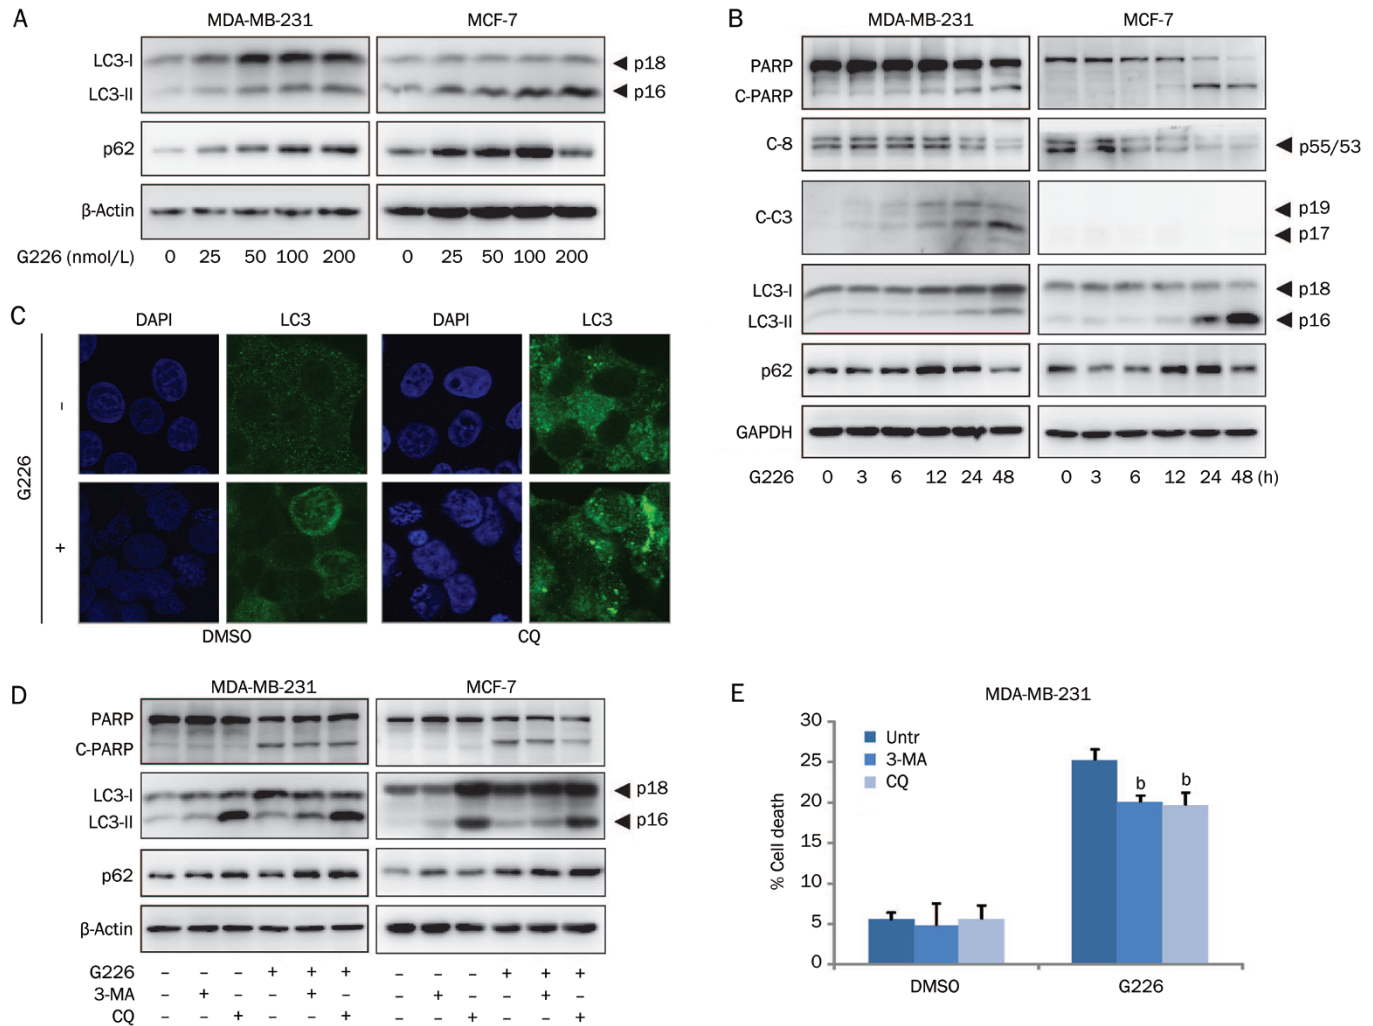 A
MDA-MB-231 MCF-7
LC3-I
LC3-II
p18
p16
p62
β-Actin
G226 (nmol/L) 0 25 50 100 200 0 25 50 100 200
B
MDA-MB-231 MCF-7
PARP
C-PARP
C-8
p55/53
C-C3
p19
p17
LC3-I
LC3-II
p18
p16
p62
GAPDH
G226 0 3 6 12 24 48 0 3 6 12 24 48 (h)
C
DAPI LC3 DAPI LC3
G226
–
+
DMSO CQ
D
MDA-MB-231 MCF-7
PARP
C-PARP
LC3-I
LC3-II
p18
p16
p62
β-Actin
G226 – – – + + + – – – + + +
3-MA – + – – + – – + – – + –
CQ – – + – – + – – + – – +
E
MDA-MB-231
% Cell death
30
25
20
15
10
5
0
Untr
3-MA
CQ
b b
DMSO G226